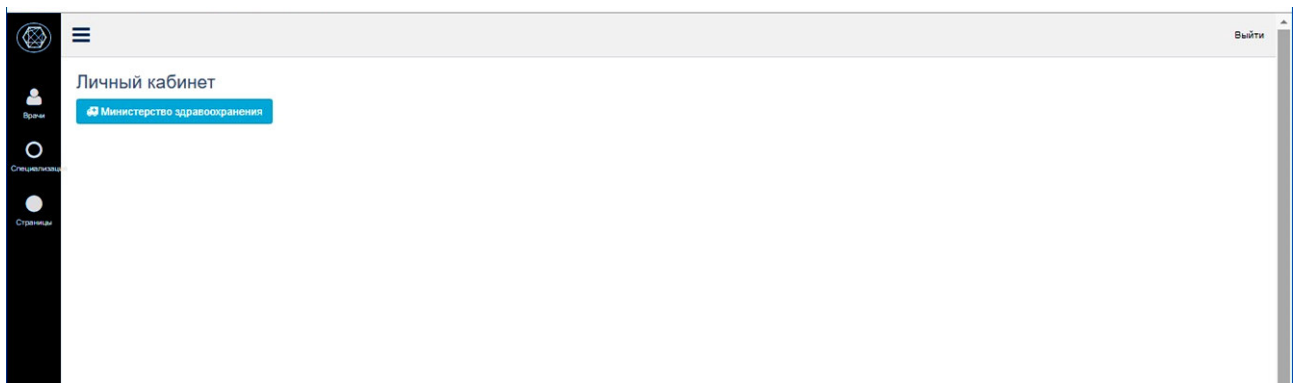 Выйти
Личный кабинет
Министерство здравоохранения
Врачи
Специализац
Страницы